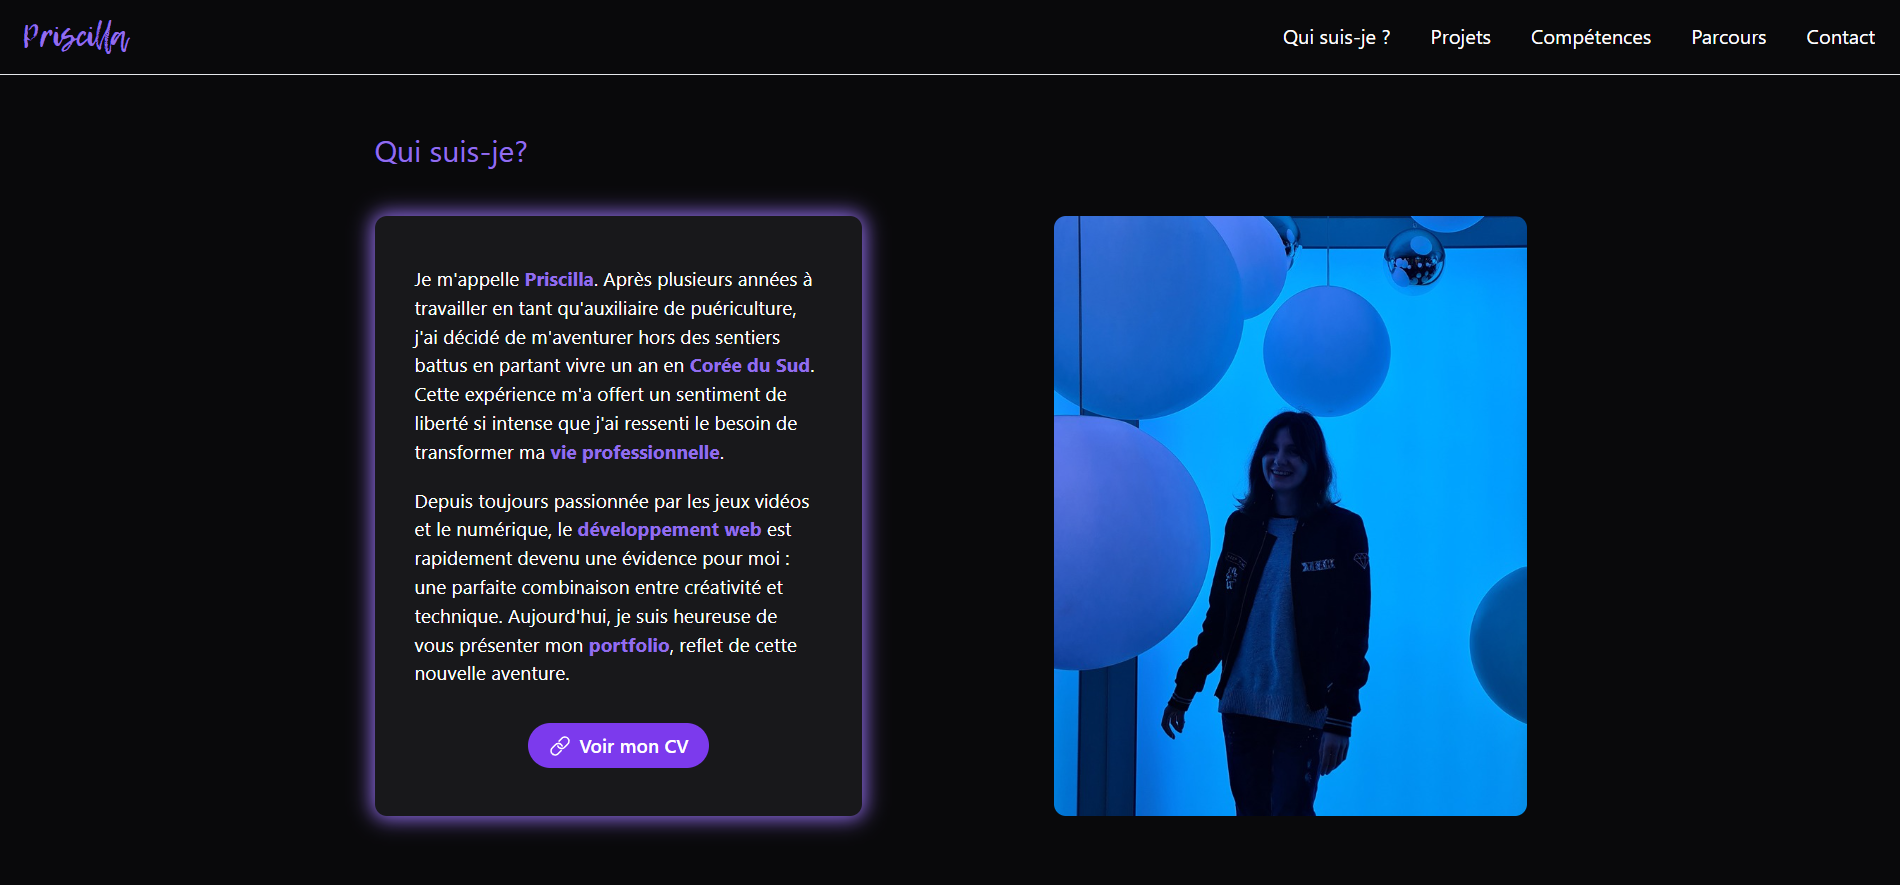 Priscilla
Qui suis-je ?
Projets
Compétences
Parcours
Contact
Qui suis-je?
Je m'appelle Priscilla. Après plusieurs années à
travailler en tant qu'auxiliaire de puériculture,
j'ai décidé de m'aventurer hors des sentiers
battus en partant vivre un an en Corée du Sud.
Cette expérience m'a offert un sentiment de
liberté si intense que j'ai ressenti le besoin de
transformer ma vie professionnelle.
Depuis toujours passionnée par les jeux vidéos
et le numérique, le développement web est
rapidement devenu une évidence pour moi :
une parfaite combinaison entre créativité et
technique. Aujourd'hui, je suis heureuse de
vous présenter mon portfolio, reflet de cette
nouvelle aventure.
Voir mon CV